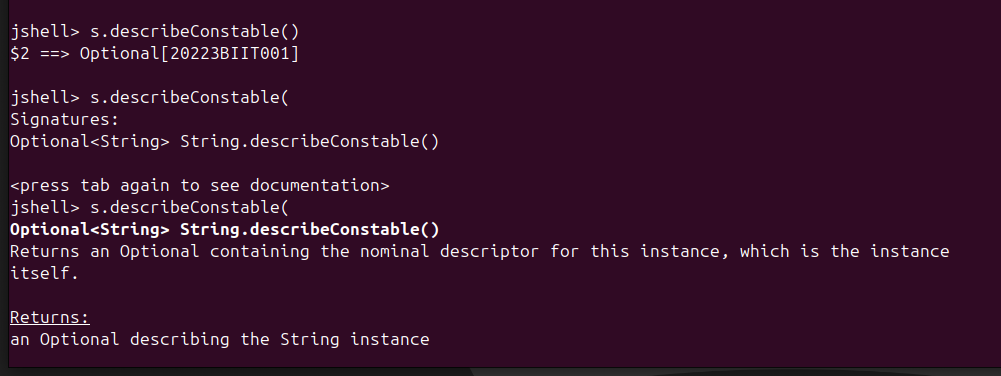 jshell> s.describeConstable()
$2 ==> Optional[20223BIIT001]
jshell> s.describeConstable(
Signatures:
Optional<String> String.describeConstable()
<press tab again to see documentation>
jshell> s.describeConstable(
Optional<String> String.describeConstable()
Returns an Optional containing the nominal descriptor for this instance, which is the instance
itself.
Returns:
an Optional describing the String instance